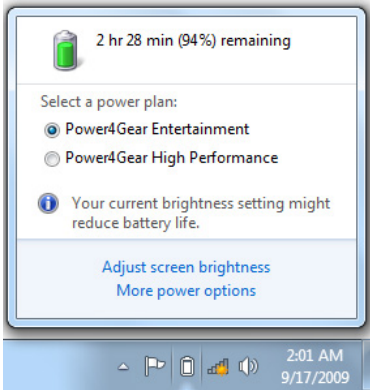 2 hr 28 min (94%) remaining
Select a power plan:
Power4Gear Entertainment
Power4Gear High Performance
Your current brightness setting might
reduce battery life.
Adjust screen brightness
More power options
2:01 AM
9/17/2009